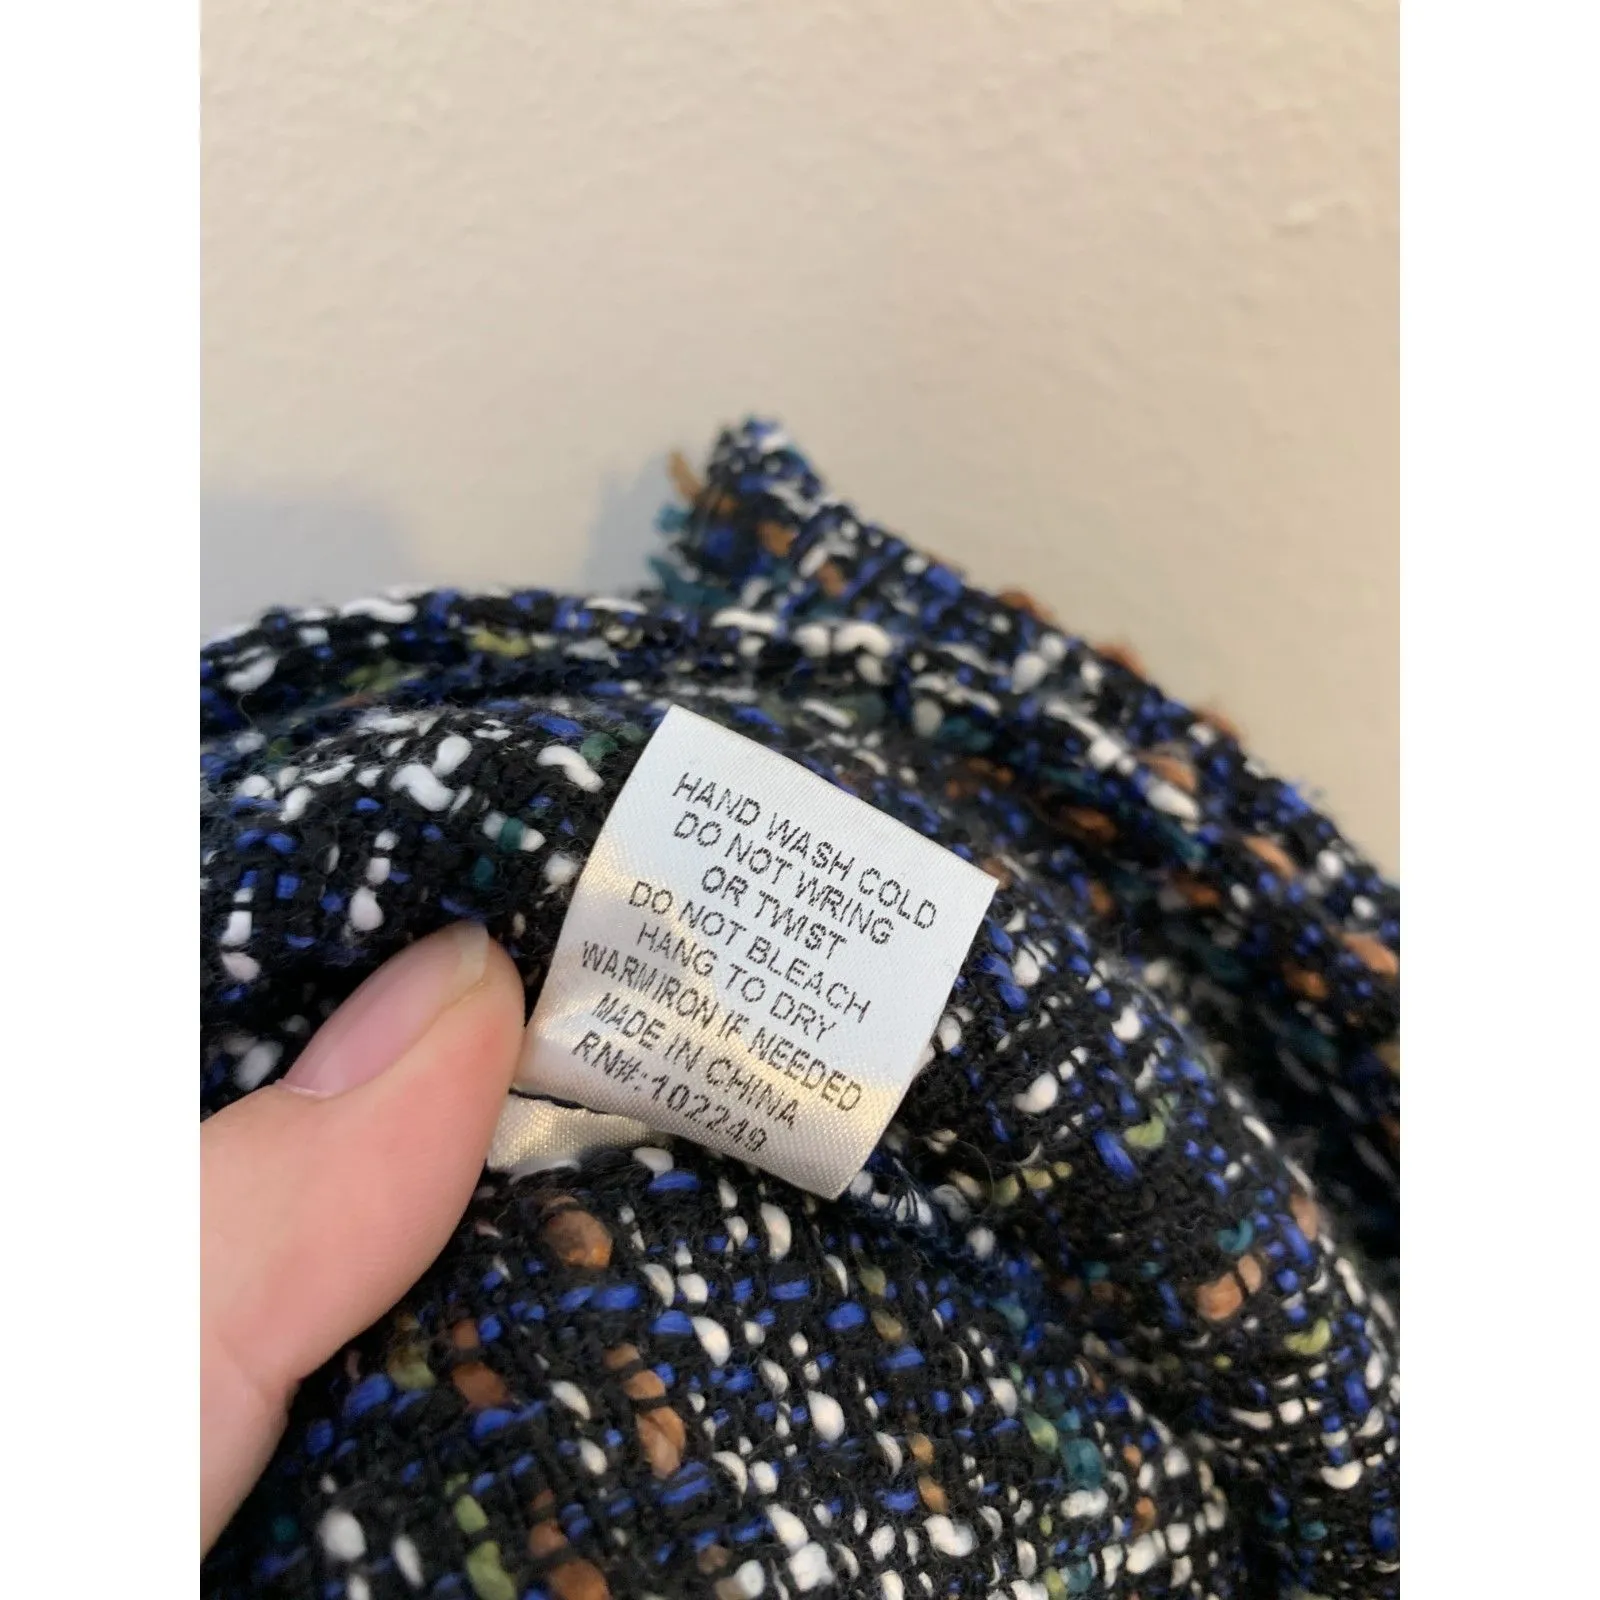 HAND WASH COLD
DO NOT WRING
OR TWIST
DO NOT BLEACH
HANG TO DRY
WARM IRON IF NEEDED
MADE IN CHINA
RN#:102249